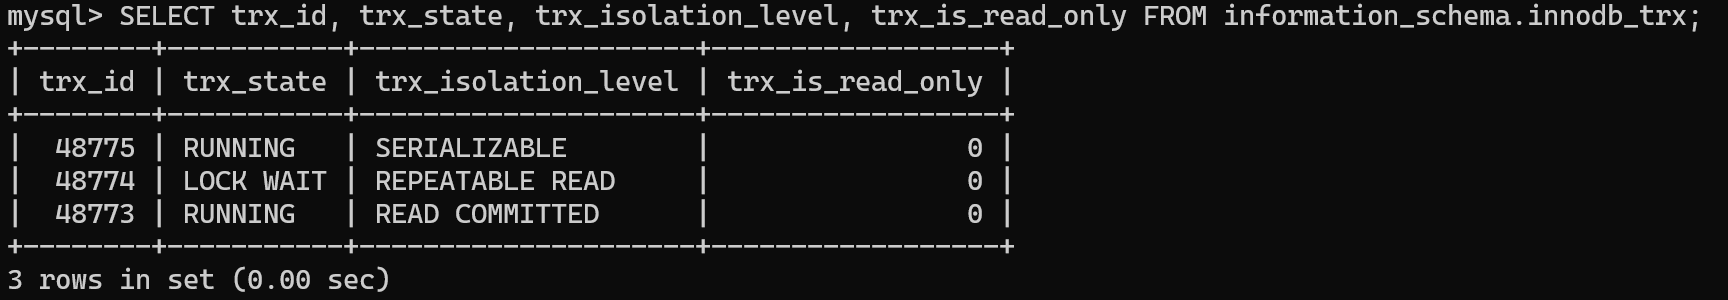 mysql> SELECT trx_id, trx_state, trx_isolation_level, trx_is_read_only FROM information_schema.innodb_trx;
+--------+-----------+---------------------+------------------+
| trx_id | trx_state | trx_isolation_level | trx_is_read_only |
+--------+-----------+---------------------+------------------+
|  48775 | RUNNING   | SERIALIZABLE        |                0 |
|  48774 | LOCK WAIT | REPEATABLE READ     |                0 |
|  48773 | RUNNING   | READ COMMITTED      |                0 |
+--------+-----------+---------------------+------------------+
3 rows in set (0.00 sec)